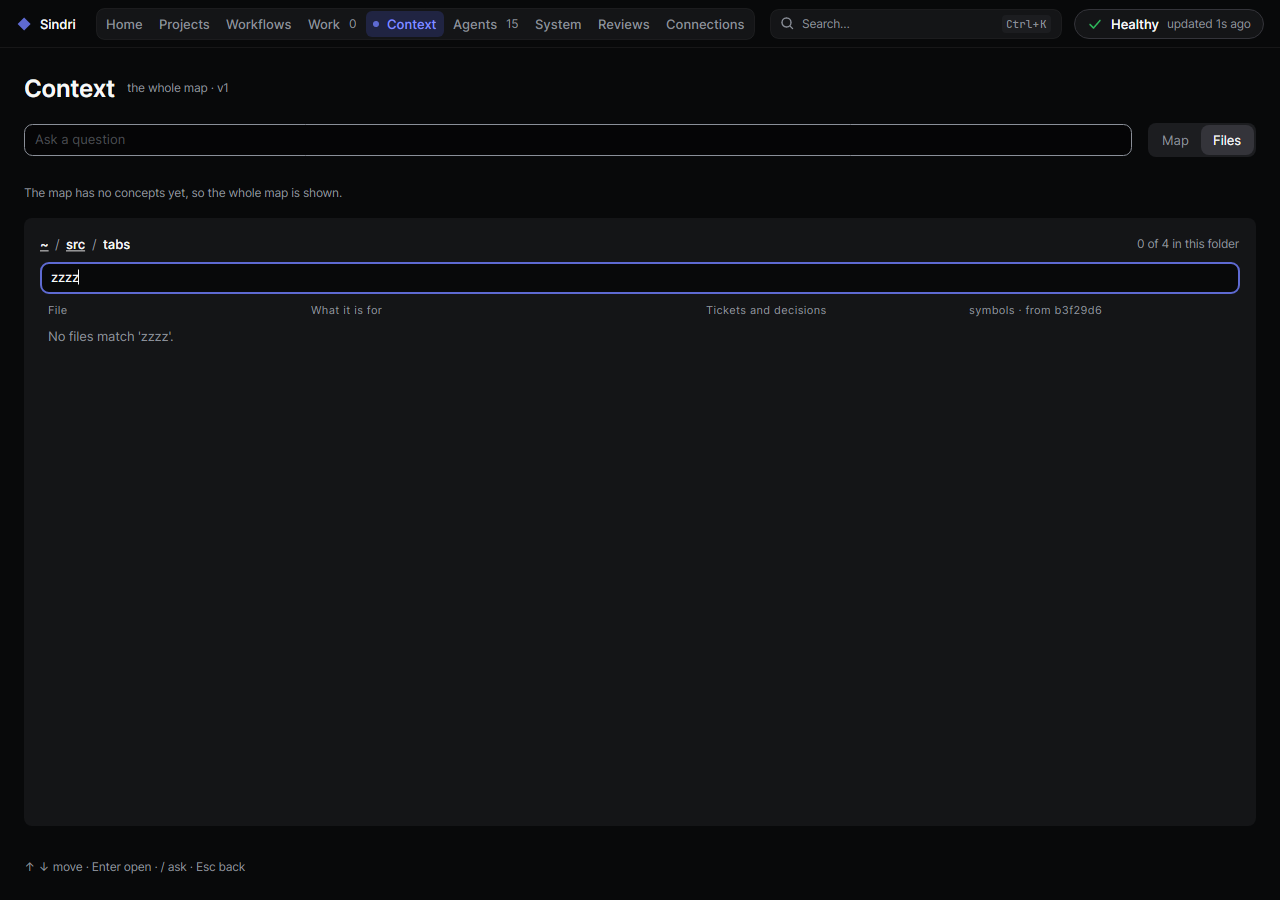 Sindri Home Projects Workflows Work 0 Context Agents 15 System Reviews Connections Search... Ctrl+K Healthy updated 1s ago
Context the whole map · v1
Ask a question Map Files
The map has no concepts yet, so the whole map is shown.
~ / src / tabs 0 of 4 in this folder
zzzz
File What it is for Tickets and decisions symbols · from b3f29d6
No files match 'zzzz'.
↑ ↓ move · Enter open · / ask · Esc back